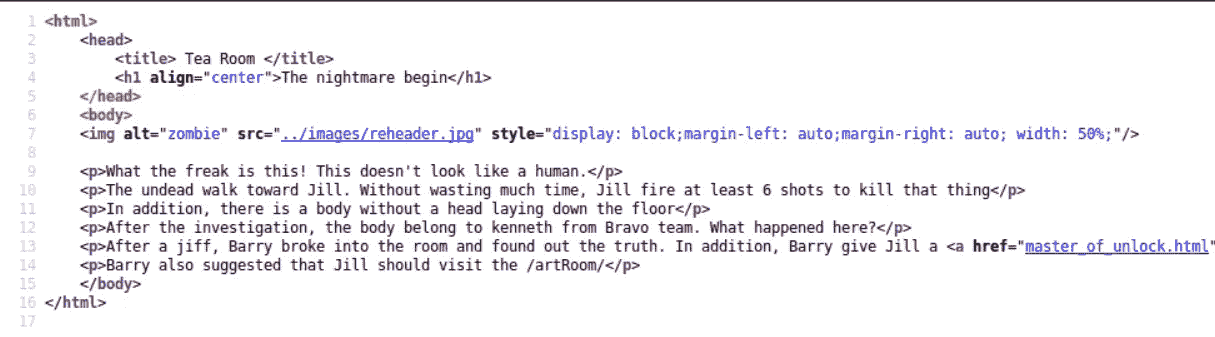 1 <html>
2 <head>
3 <title> Tea Room </title>
4 <h1 align="center">The nightmare begin</h1>
5 </head>
6 <body>
7 <img alt="zombie" src="../images/reheader.jpg" style="display: block;margin-left: auto;margin-right: auto; width: 50%;"/>
8
9 <p>What the freak is this! This doesn't look like a human.</p>
10 <p>The undead walk toward Jill. Without wasting much time, Jill fire at least 6 shots to kill that thing</p>
11 <p>In addition, there is a body without a head laying down the floor</p>
12 <p>After the investigation, the body belong to kenneth from Bravo team. What happened here?</p>
13 <p>After a jiff, Barry broke into the room and found out the truth. In addition, Barry give Jill a <a href="master_of_unlock.html"
14 <p>Barry also suggested that Jill should visit the /artRoom/</p>
15 </body>
16 </html>
17